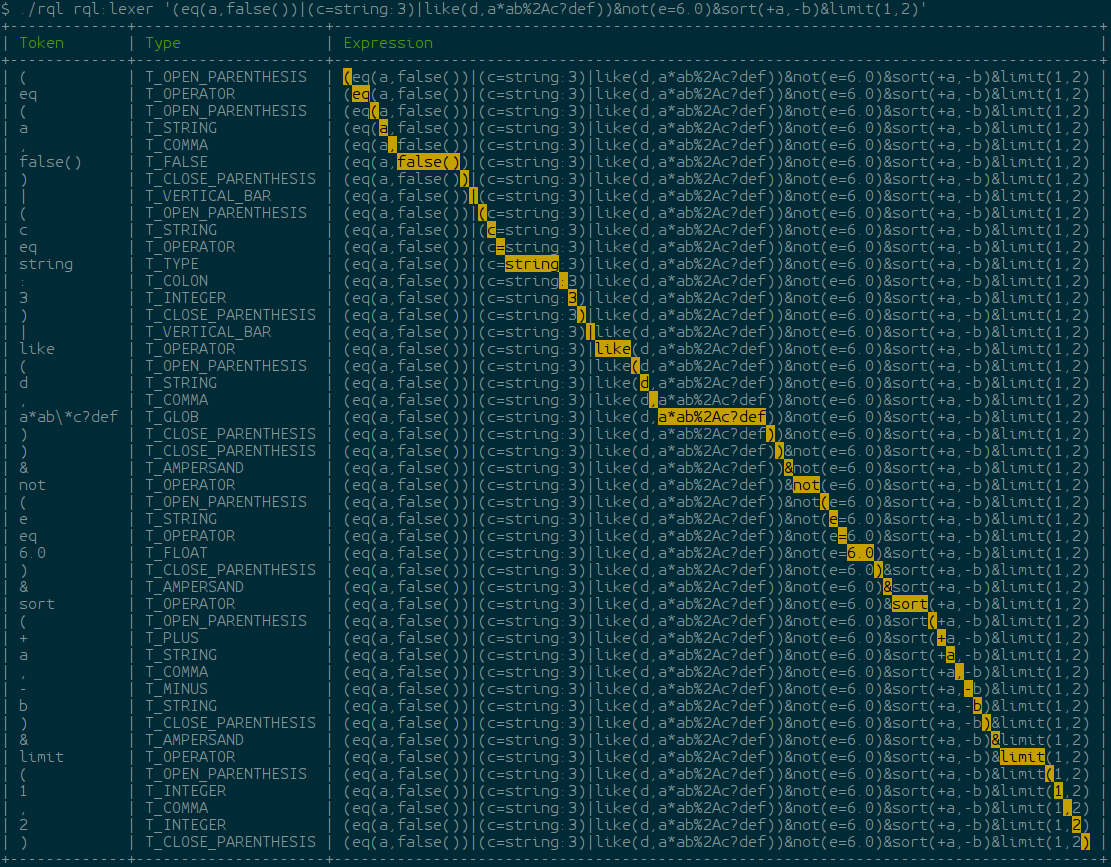 $ ./rql rql:lexer '(eq(a,false())|(c=string:3)|like(d,a*ab%2Ac?def))&not(e=6.0)&sort(+a,-b)&limit(1,2)'
+-------------+---------------------+-------------------------------------------------------------------------------------+
| Token       | Type                | Expression                                                                          |
+-------------+---------------------+-------------------------------------------------------------------------------------+
| (           | T_OPEN_PARENTHESIS  | (eq(a,false())|(c=string:3)|like(d,a*ab%2Ac?def))&not(e=6.0)&sort(+a,-b)&limit(1,2) |
| eq          | T_OPERATOR          | (eq(a,false())|(c=string:3)|like(d,a*ab%2Ac?def))&not(e=6.0)&sort(+a,-b)&limit(1,2) |
| (           | T_OPEN_PARENTHESIS  | (eq(a,false())|(c=string:3)|like(d,a*ab%2Ac?def))&not(e=6.0)&sort(+a,-b)&limit(1,2) |
| a           | T_STRING            | (eq(a,false())|(c=string:3)|like(d,a*ab%2Ac?def))&not(e=6.0)&sort(+a,-b)&limit(1,2) |
| ,           | T_COMMA             | (eq(a,false())|(c=string:3)|like(d,a*ab%2Ac?def))&not(e=6.0)&sort(+a,-b)&limit(1,2) |
| false()     | T_FALSE             | (eq(a,false())|(c=string:3)|like(d,a*ab%2Ac?def))&not(e=6.0)&sort(+a,-b)&limit(1,2) |
| )           | T_CLOSE_PARENTHESIS | (eq(a,false())|(c=string:3)|like(d,a*ab%2Ac?def))&not(e=6.0)&sort(+a,-b)&limit(1,2) |
| |           | T_VERTICAL_BAR      | (eq(a,false())|(c=string:3)|like(d,a*ab%2Ac?def))&not(e=6.0)&sort(+a,-b)&limit(1,2) |
| (           | T_OPEN_PARENTHESIS  | (eq(a,false())|(c=string:3)|like(d,a*ab%2Ac?def))&not(e=6.0)&sort(+a,-b)&limit(1,2) |
| c           | T_STRING            | (eq(a,false())|(c=string:3)|like(d,a*ab%2Ac?def))&not(e=6.0)&sort(+a,-b)&limit(1,2) |
| eq          | T_OPERATOR          | (eq(a,false())|(c=string:3)|like(d,a*ab%2Ac?def))&not(e=6.0)&sort(+a,-b)&limit(1,2) |
| string      | T_TYPE              | (eq(a,false())|(c=string:3)|like(d,a*ab%2Ac?def))&not(e=6.0)&sort(+a,-b)&limit(1,2) |
| :           | T_COLON             | (eq(a,false())|(c=string:3)|like(d,a*ab%2Ac?def))&not(e=6.0)&sort(+a,-b)&limit(1,2) |
| 3           | T_INTEGER           | (eq(a,false())|(c=string:3)|like(d,a*ab%2Ac?def))&not(e=6.0)&sort(+a,-b)&limit(1,2) |
| )           | T_CLOSE_PARENTHESIS | (eq(a,false())|(c=string:3)|like(d,a*ab%2Ac?def))&not(e=6.0)&sort(+a,-b)&limit(1,2) |
| |           | T_VERTICAL_BAR      | (eq(a,false())|(c=string:3)|like(d,a*ab%2Ac?def))&not(e=6.0)&sort(+a,-b)&limit(1,2) |
| like        | T_OPERATOR          | (eq(a,false())|(c=string:3)|like(d,a*ab%2Ac?def))&not(e=6.0)&sort(+a,-b)&limit(1,2) |
| (           | T_OPEN_PARENTHESIS  | (eq(a,false())|(c=string:3)|like(d,a*ab%2Ac?def))&not(e=6.0)&sort(+a,-b)&limit(1,2) |
| d           | T_STRING            | (eq(a,false())|(c=string:3)|like(d,a*ab%2Ac?def))&not(e=6.0)&sort(+a,-b)&limit(1,2) |
| ,           | T_COMMA             | (eq(a,false())|(c=string:3)|like(d,a*ab%2Ac?def))&not(e=6.0)&sort(+a,-b)&limit(1,2) |
| a*ab\*c?def | T_GLOB              | (eq(a,false())|(c=string:3)|like(d,a*ab%2Ac?def))&not(e=6.0)&sort(+a,-b)&limit(1,2) |
| )           | T_CLOSE_PARENTHESIS | (eq(a,false())|(c=string:3)|like(d,a*ab%2Ac?def))&not(e=6.0)&sort(+a,-b)&limit(1,2) |
| )           | T_CLOSE_PARENTHESIS | (eq(a,false())|(c=string:3)|like(d,a*ab%2Ac?def))&not(e=6.0)&sort(+a,-b)&limit(1,2) |
| &           | T_AMPERSAND         | (eq(a,false())|(c=string:3)|like(d,a*ab%2Ac?def))&not(e=6.0)&sort(+a,-b)&limit(1,2) |
| not         | T_OPERATOR          | (eq(a,false())|(c=string:3)|like(d,a*ab%2Ac?def))&not(e=6.0)&sort(+a,-b)&limit(1,2) |
| (           | T_OPEN_PARENTHESIS  | (eq(a,false())|(c=string:3)|like(d,a*ab%2Ac?def))&not(e=6.0)&sort(+a,-b)&limit(1,2) |
| e           | T_STRING            | (eq(a,false())|(c=string:3)|like(d,a*ab%2Ac?def))&not(e=6.0)&sort(+a,-b)&limit(1,2) |
| eq          | T_OPERATOR          | (eq(a,false())|(c=string:3)|like(d,a*ab%2Ac?def))&not(e=6.0)&sort(+a,-b)&limit(1,2) |
| 6.0         | T_FLOAT             | (eq(a,false())|(c=string:3)|like(d,a*ab%2Ac?def))&not(e=6.0)&sort(+a,-b)&limit(1,2) |
| )           | T_CLOSE_PARENTHESIS | (eq(a,false())|(c=string:3)|like(d,a*ab%2Ac?def))&not(e=6.0)&sort(+a,-b)&limit(1,2) |
| &           | T_AMPERSAND         | (eq(a,false())|(c=string:3)|like(d,a*ab%2Ac?def))&not(e=6.0)&sort(+a,-b)&limit(1,2) |
| sort        | T_OPERATOR          | (eq(a,false())|(c=string:3)|like(d,a*ab%2Ac?def))&not(e=6.0)&sort(+a,-b)&limit(1,2) |
| (           | T_OPEN_PARENTHESIS  | (eq(a,false())|(c=string:3)|like(d,a*ab%2Ac?def))&not(e=6.0)&sort(+a,-b)&limit(1,2) |
| +           | T_PLUS              | (eq(a,false())|(c=string:3)|like(d,a*ab%2Ac?def))&not(e=6.0)&sort(+a,-b)&limit(1,2) |
| a           | T_STRING            | (eq(a,false())|(c=string:3)|like(d,a*ab%2Ac?def))&not(e=6.0)&sort(+a,-b)&limit(1,2) |
| ,           | T_COMMA             | (eq(a,false())|(c=string:3)|like(d,a*ab%2Ac?def))&not(e=6.0)&sort(+a,-b)&limit(1,2) |
| -           | T_MINUS             | (eq(a,false())|(c=string:3)|like(d,a*ab%2Ac?def))&not(e=6.0)&sort(+a,-b)&limit(1,2) |
| b           | T_STRING            | (eq(a,false())|(c=string:3)|like(d,a*ab%2Ac?def))&not(e=6.0)&sort(+a,-b)&limit(1,2) |
| )           | T_CLOSE_PARENTHESIS | (eq(a,false())|(c=string:3)|like(d,a*ab%2Ac?def))&not(e=6.0)&sort(+a,-b)&limit(1,2) |
| &           | T_AMPERSAND         | (eq(a,false())|(c=string:3)|like(d,a*ab%2Ac?def))&not(e=6.0)&sort(+a,-b)&limit(1,2) |
| limit       | T_OPERATOR          | (eq(a,false())|(c=string:3)|like(d,a*ab%2Ac?def))&not(e=6.0)&sort(+a,-b)&limit(1,2) |
| (           | T_OPEN_PARENTHESIS  | (eq(a,false())|(c=string:3)|like(d,a*ab%2Ac?def))&not(e=6.0)&sort(+a,-b)&limit(1,2) |
| 1           | T_INTEGER           | (eq(a,false())|(c=string:3)|like(d,a*ab%2Ac?def))&not(e=6.0)&sort(+a,-b)&limit(1,2) |
| ,           | T_COMMA             | (eq(a,false())|(c=string:3)|like(d,a*ab%2Ac?def))&not(e=6.0)&sort(+a,-b)&limit(1,2) |
| 2           | T_INTEGER           | (eq(a,false())|(c=string:3)|like(d,a*ab%2Ac?def))&not(e=6.0)&sort(+a,-b)&limit(1,2) |
| )           | T_CLOSE_PARENTHESIS | (eq(a,false())|(c=string:3)|like(d,a*ab%2Ac?def))&not(e=6.0)&sort(+a,-b)&limit(1,2) |
+-------------+---------------------+-------------------------------------------------------------------------------------+